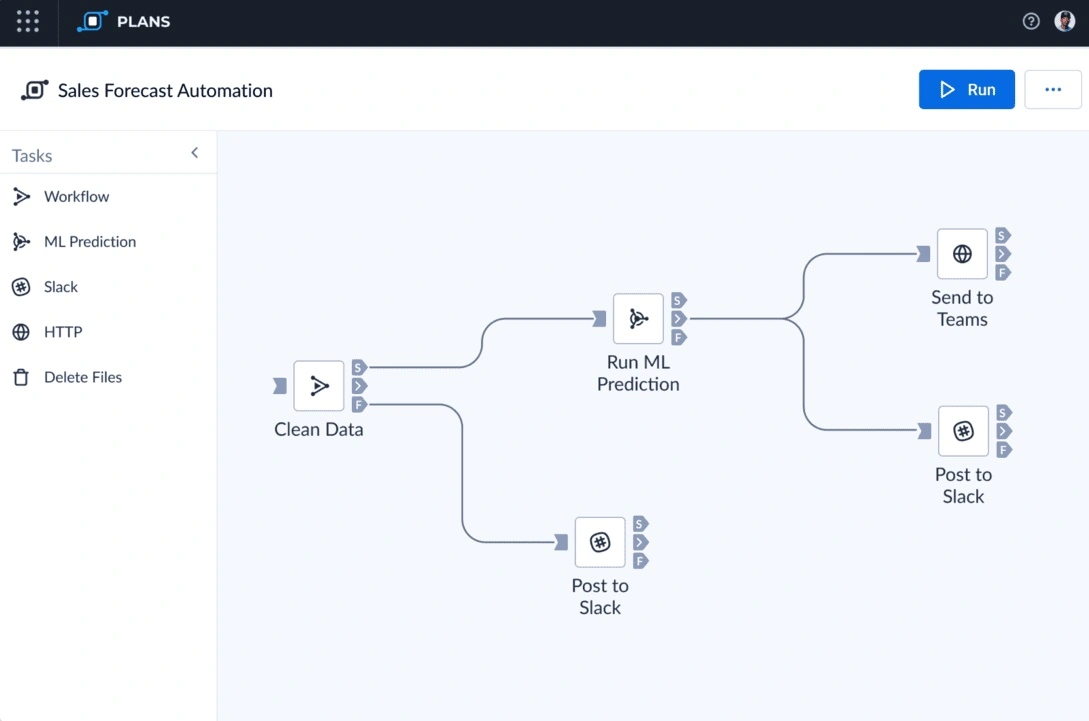 PLANS
?
Sales Forecast Automation
Run
...
Tasks
Workflow
ML Prediction
Slack
HTTP
Delete Files
S
F
Clean Data
S
F
Run ML
Prediction
S
F
Send to
Teams
S
F
Post to
Slack
S
F
Post to
Slack